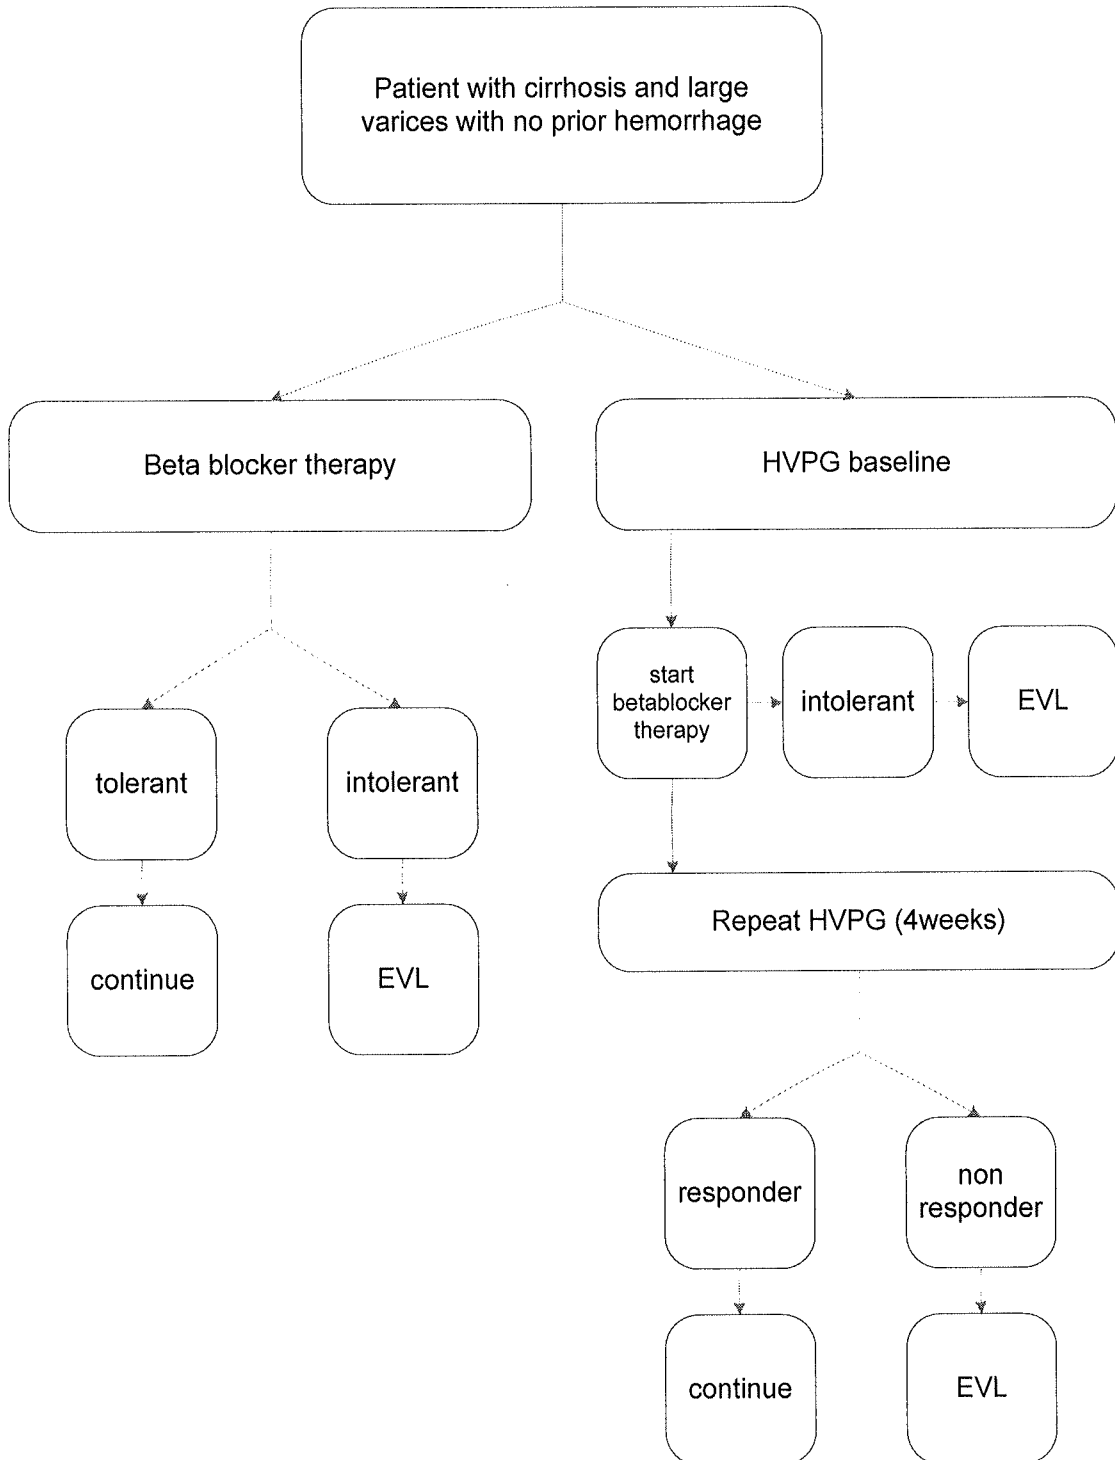 Patient with cirrhosis and large
varices with no prior hemorrhage
Beta blocker therapy
HVPG baseline
start
betablocker
therapy
intolerant
EVL
tolerant
intolerant
continue
EVL
Repeat HVPG (4weeks)
responder
non
responder
continue
EVL